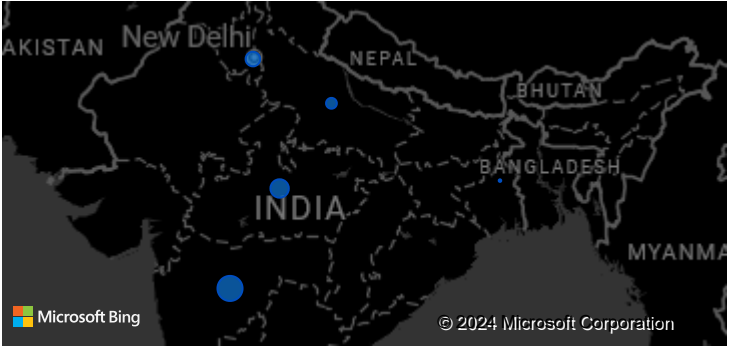 New Delhi
AKISTAN
NEPAL
BHUTAN
BANGLADESH
INDIA
MYANMA
Microsoft Bing
© 2024 Microsoft Corporation